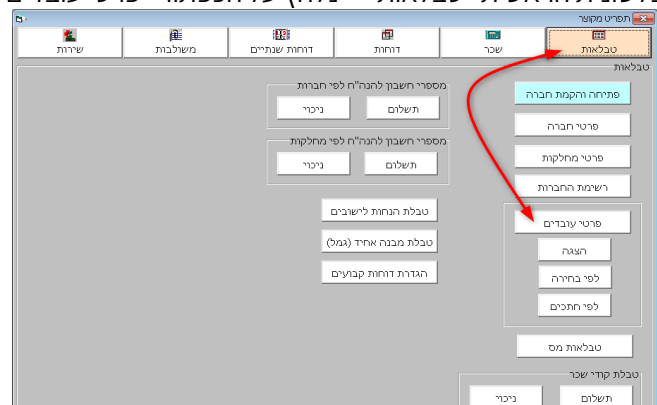 תפריט מקוצר
טבלאות
שכר
דוחות
דוחות שנתיים
משולבות
שירות
טבלאות
פתיחה והקמת חברה
פרטי חברה
פרטי מחלקות
רשימת החברות
פרטי עובדים
הצגה
לפי בחירה
לפי חתכים
טבלאות מס
טבלת קודי שכר
תשלום
ניכוי
מספרי חשבון להנה"ח לפי חברות
תשלום
ניכוי
מספרי חשבון להנה"ח לפי מחלקות
תשלום
ניכוי
טבלת הנחות לישובים
טבלת מבנה אחיד (גמל)
הגדרת דוחות קבועים